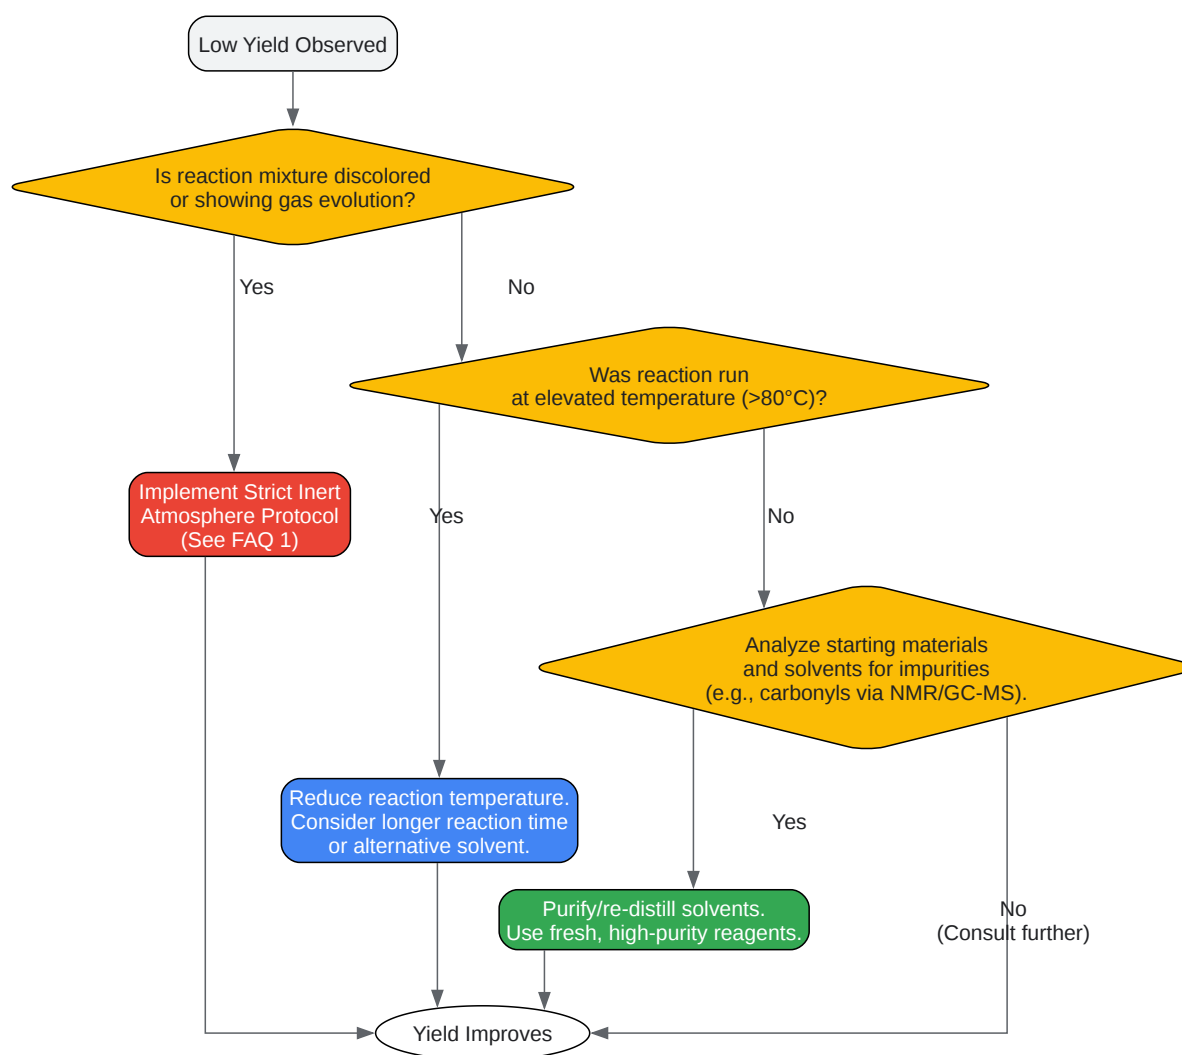 Low Yield Observed
Is reaction mixture discolored
or showing gas evolution?
Yes
No
Was reaction run
at elevated temperature (>80°C)?
Implement Strict Inert
Atmosphere Protocol
(See FAQ 1)
Yes
No
Analyze starting materials
and solvents for impurities
(e.g., carbonyls via NMR/GC-MS).
Reduce reaction temperature.
Consider longer reaction time
or alternative solvent.
Yes
Purify/re-distill solvents.
Use fresh, high-purity reagents.
No
(Consult further)
Yield Improves